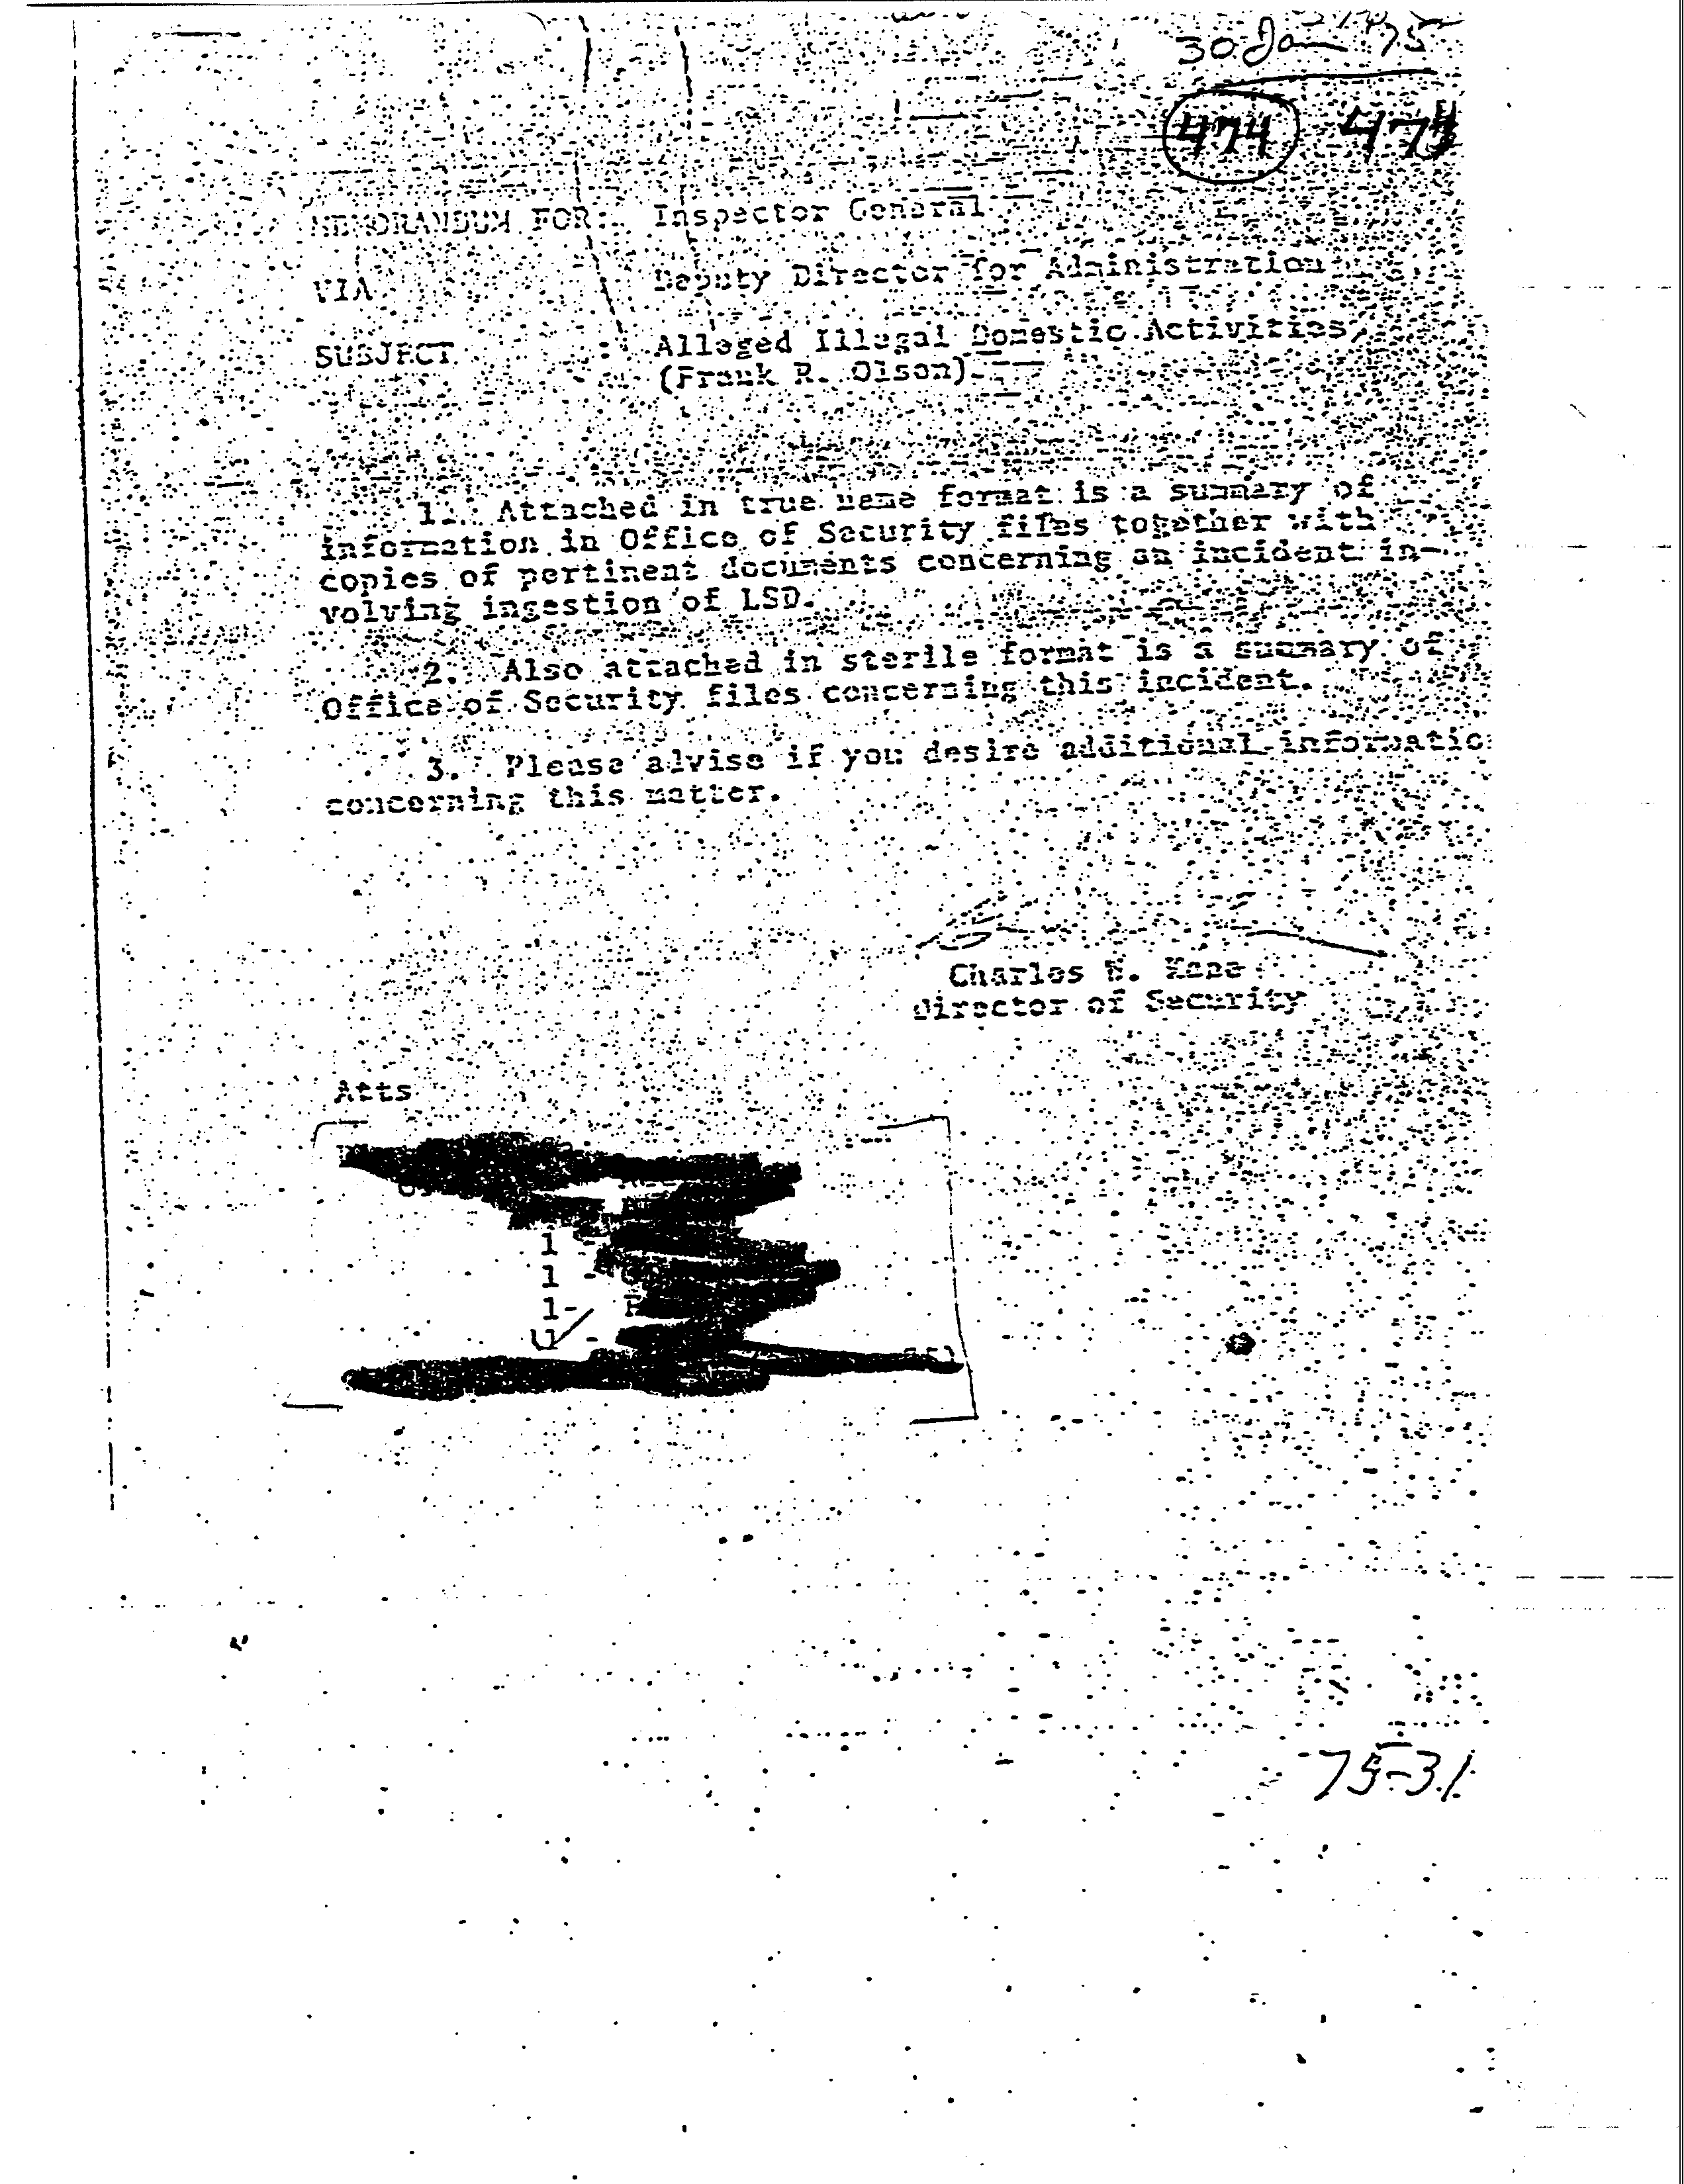 30 Jan 75
474 474
MEMORANDUM FOR: Inspector General
VIA : Deputy Director for Administration
SUBJECT : Alleged Illegal Domestic Activities
(Frank R. Olson)
1. Attached in true name format is a summary of
information in Office of Security files together with
copies of pertinent documents concerning an incident in-
volving ingestion of LSD.
2. Also attached in sterile format is a summary of
Office of Security files concerning this incident.
3. Please advise if you desire additional informatio
concerning this matter.
Charles W. Kane
Director of Security
Atts
1 -
1 -
1-
1 -
75-31